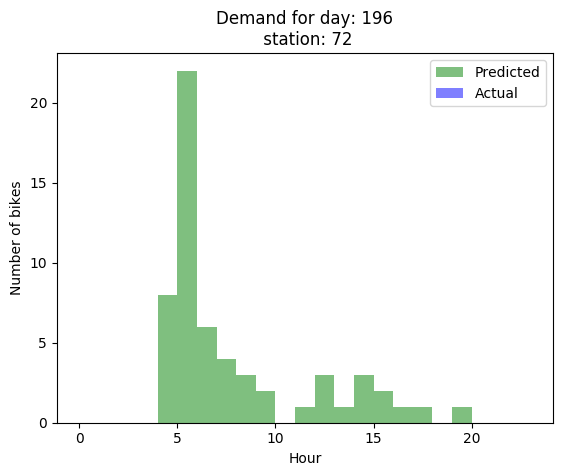 Demand for day: 196
station: 72
Predicted
Actual
Number of bikes
20
15
10
5
0
0
5
10
15
20
Hour